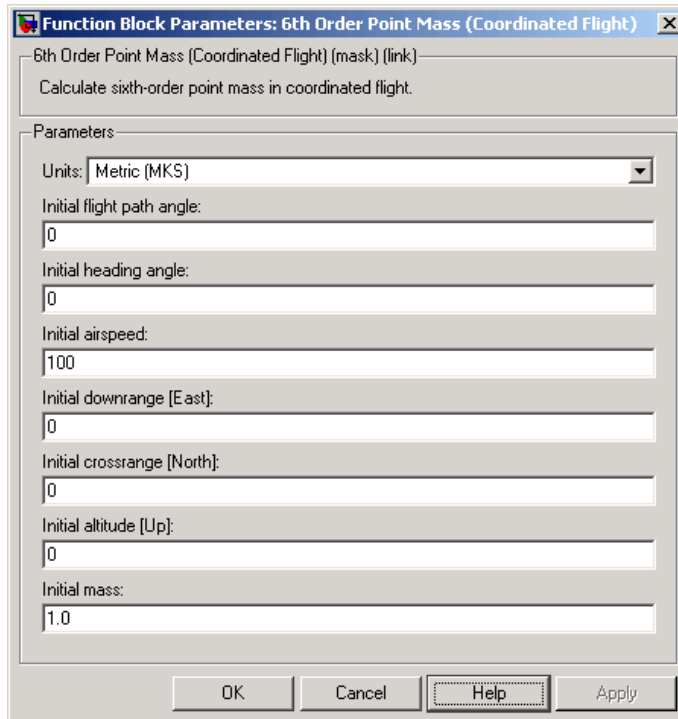 Function Block Parameters: 6th Order Point Mass (Coordinated Flight)
6th Order Point Mass (Coordinated Flight) (mask) (link)
Calculate sixth-order point mass in coordinated flight.
Parameters
Units: Metric (MKS)
Initial flight path angle:
0
Initial heading angle:
0
Initial airspeed:
100
Initial downrange [East]:
0
Initial crossrange [North]:
0
Initial altitude [Up]:
0
Initial mass:
1.0
OK Cancel Help Apply